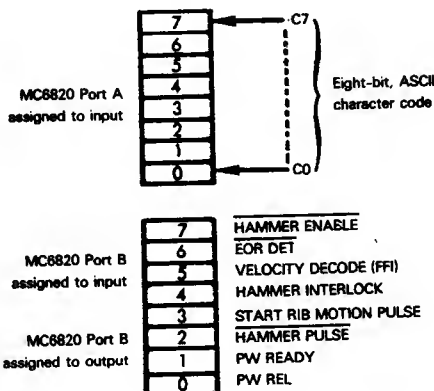 7
6
5
4
3
2
1
0
C7
C0
MC6820 Port A
assigned to input
Eight-bit, ASCII
character code
7 HAMMER ENABLE
6 EOR DET
5 VELOCITY DECODE (FFI)
4 HAMMER INTERLOCK
3 START RIB MOTION PULSE
2 HAMMER PULSE
1 PW READY
0 PW REL
MC6820 Port B
assigned to input
MC6820 Port B
assigned to output